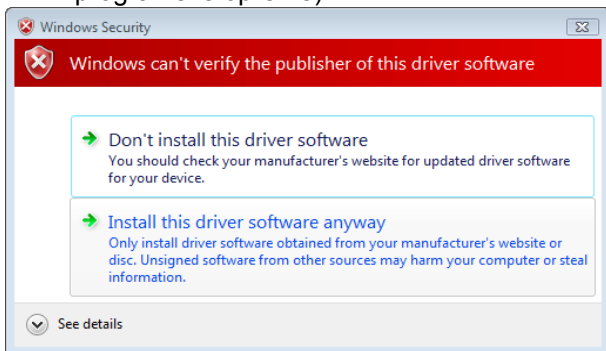 Windows Security
Windows can't verify the publisher of this driver software
Don't install this driver software
You should check your manufacturer's website for updated driver software
for your device.
Install this driver software anyway
Only install driver software obtained from your manufacturer's website or
disc. Unsigned software from other sources may harm your computer or steal
information.
See details